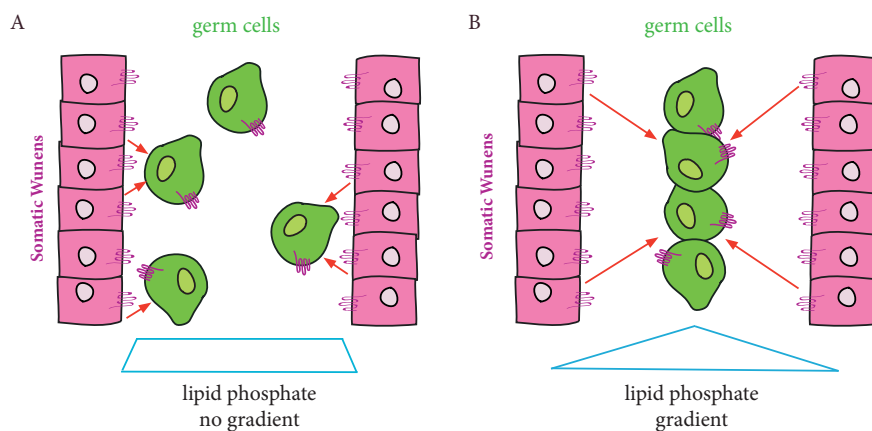 A
germ cells
Somatic Wunens
lipid phosphate
no gradient
B
germ cells
Somatic Wunens
lipid phosphate
gradient